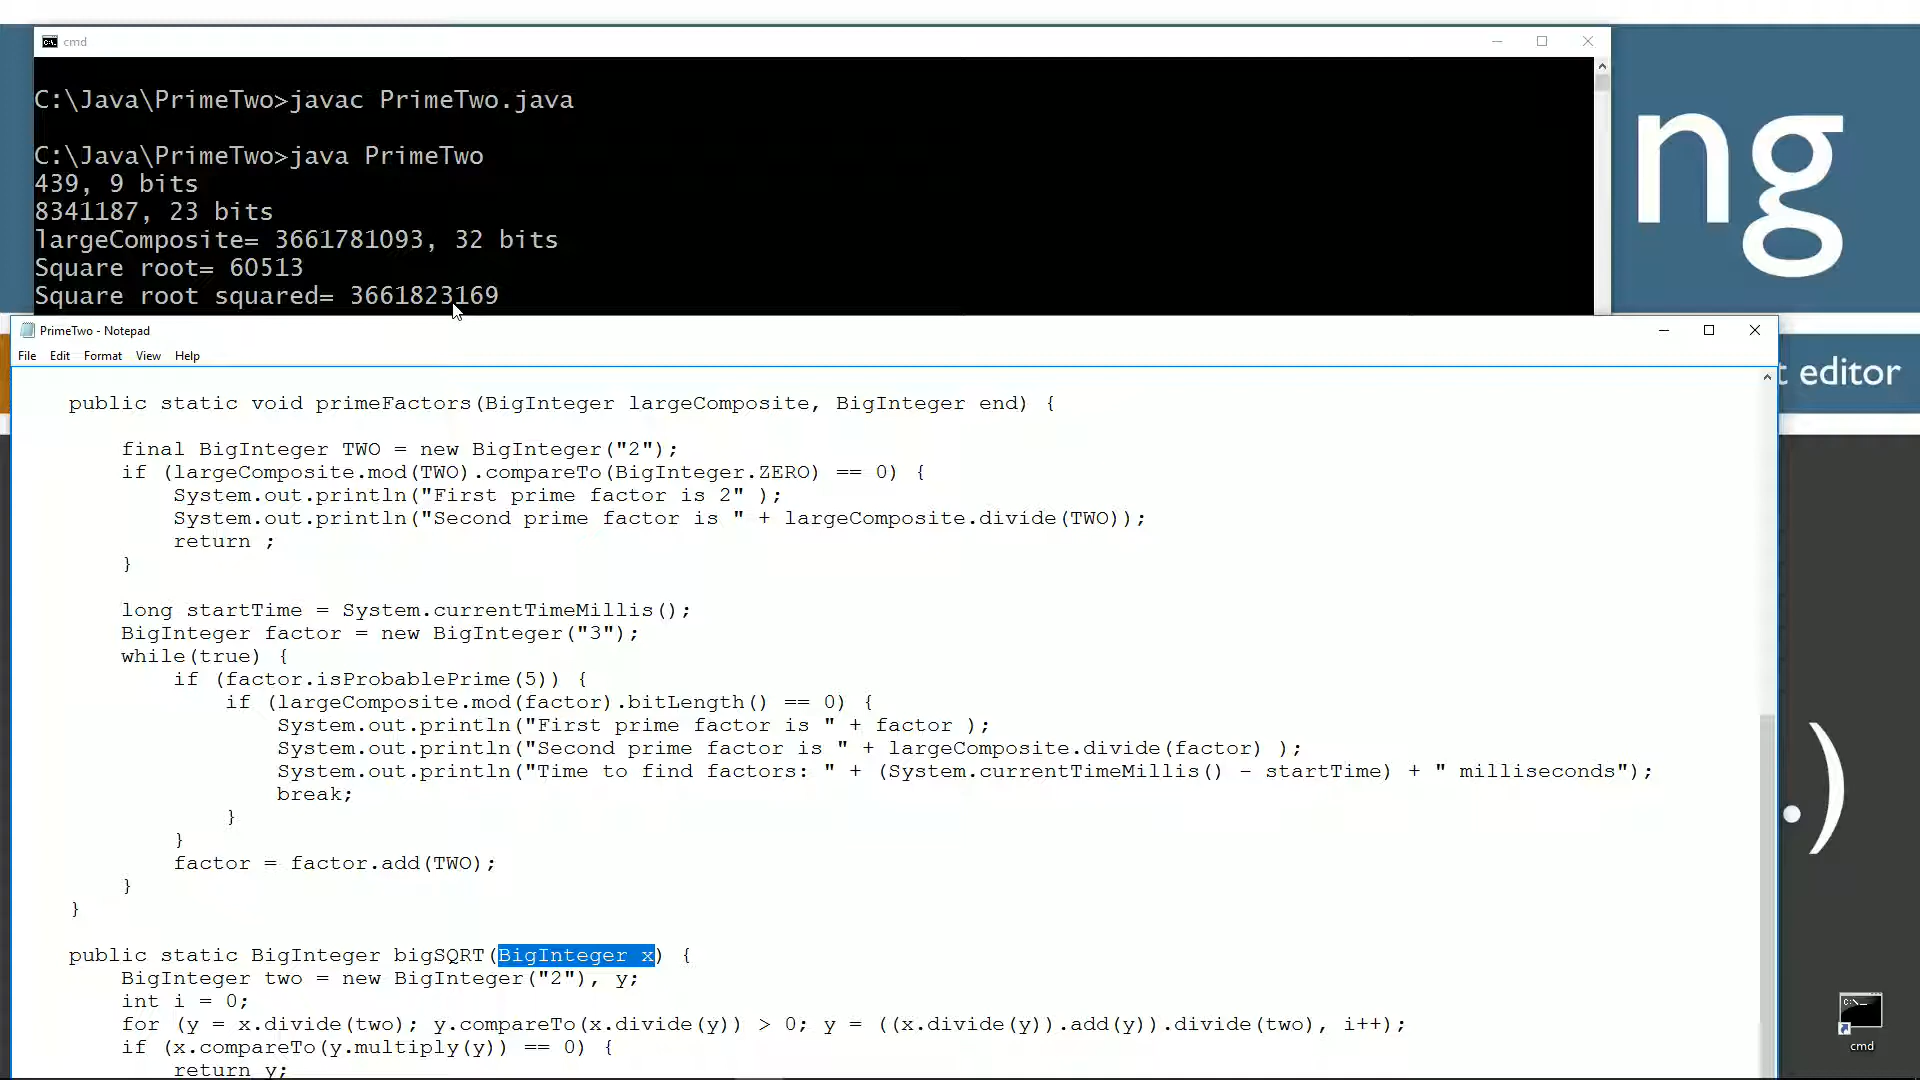 cmd
C:\Java\PrimeTwo>javac PrimeTwo.java
C:\Java\PrimeTwo>java PrimeTwo
439, 9 bits
8341187, 23 bits
largeComposite= 3661781093, 32 bits
Square root= 60513
Square root squared= 3661823169
ng
PrimeTwo - Notepad
File Edit Format View Help
t editor
public static void primeFactors(BigInteger largeComposite, BigInteger end) {
final BigInteger TWO = new BigInteger("2");
if (largeComposite.mod(TWO).compareTo(BigInteger.ZERO) == 0) {
System.out.println("First prime factor is 2" );
System.out.println("Second prime factor is " + largeComposite.divide(TWO));
return ;
}
long startTime = System.currentTimeMillis();
BigInteger factor = new BigInteger("3");
while(true) {
if (factor.isProbablePrime(5)) {
if (largeComposite.mod(factor).bitLength() == 0) {
System.out.println("First prime factor is " + factor );
System.out.println("Second prime factor is " + largeComposite.divide(factor) );
System.out.println("Time to find factors: " + (System.currentTimeMillis() - startTime) + " milliseconds");
break;
}
}
factor = factor.add(TWO);
}
}
.)
public static BigInteger bigSQRT(BigInteger x) {
BigInteger two = new BigInteger("2"), y;
int i = 0;
for (y = x.divide(two); y.compareTo(x.divide(y)) > 0; y = ((x.divide(y)).add(y)).divide(two), i++);
if (x.compareTo(y.multiply(y)) == 0) {
return y;
cmd